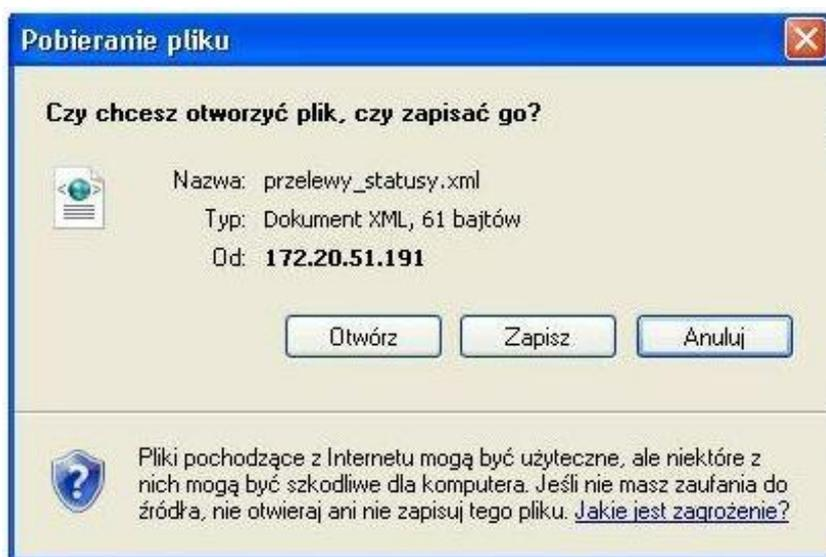 Pobieranie pliku
Czy chcesz otworzyć plik, czy zapisać go?
Nazwa: przelewy_statusy.xml
Typ: Dokument XML, 61 bajtów
Od: 172.20.51.191
Otwórz Zapisz Anuluj
Pliki pochodzące z Internetu mogą być użyteczne, ale niektóre z
nich mogą być szkodliwe dla komputera. Jeśli nie masz zaufania do
źródła, nie otwieraj ani nie zapisuj tego pliku. Jakie jest zagrożenie?